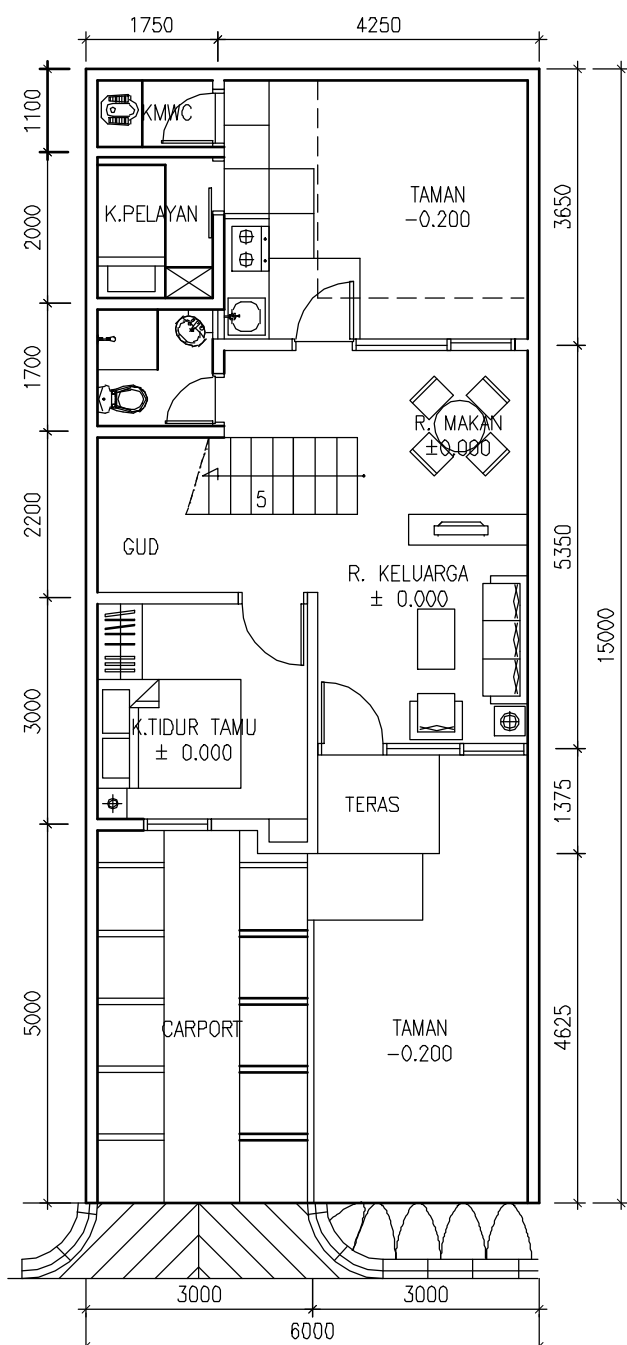 1750
4250
1100
KMWC
2000
K.PELAYAN
TAMAN
-0.200
3650
1700
R. MAKAN
±0.000
2200
5
GUD
R. KELUARGA
± 0.000
5350
15000
3000
K.TIDUR TAMU
± 0.000
TERAS
1375
5000
CARPORT
TAMAN
-0.200
4625
3000
3000
6000